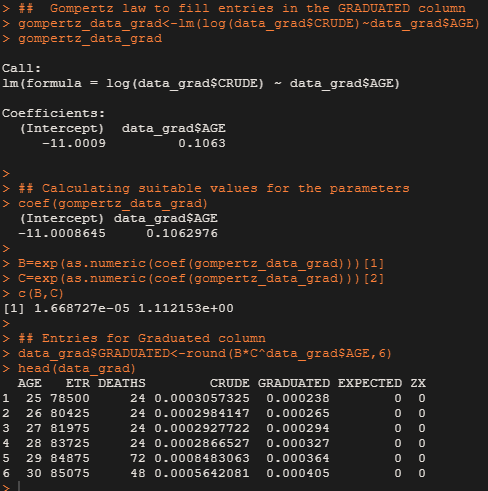 > ##  Gompertz law to fill entries in the GRADUATED column
> gompertz_data_grad<-lm(log(data_grad$CRUDE)~data_grad$AGE)
> gompertz_data_grad

Call:
lm(formula = log(data_grad$CRUDE) ~ data_grad$AGE)

Coefficients:
  (Intercept)  data_grad$AGE
     -11.0009         0.1063

>
> ## Calculating suitable values for the parameters
> coef(gompertz_data_grad)
  (Intercept) data_grad$AGE
  -11.0008645     0.1062976
>
> B=exp(as.numeric(coef(gompertz_data_grad)))[1]
> C=exp(as.numeric(coef(gompertz_data_grad)))[2]
> c(B,C)
[1] 1.668727e-05 1.112153e+00
>
> ## Entries for Graduated column
> data_grad$GRADUATED<-round(B*C^data_grad$AGE,6)
> head(data_grad)
  AGE   ETR DEATHS        CRUDE GRADUATED EXPECTED ZX
1  25 78500     24 0.0003057325  0.000238        0  0
2  26 80425     24 0.0002984147  0.000265        0  0
3  27 81975     24 0.0002927722  0.000294        0  0
4  28 83725     24 0.0002866527  0.000327        0  0
5  29 84875     72 0.0008483063  0.000364        0  0
6  30 85075     48 0.0005642081  0.000405        0  0
>